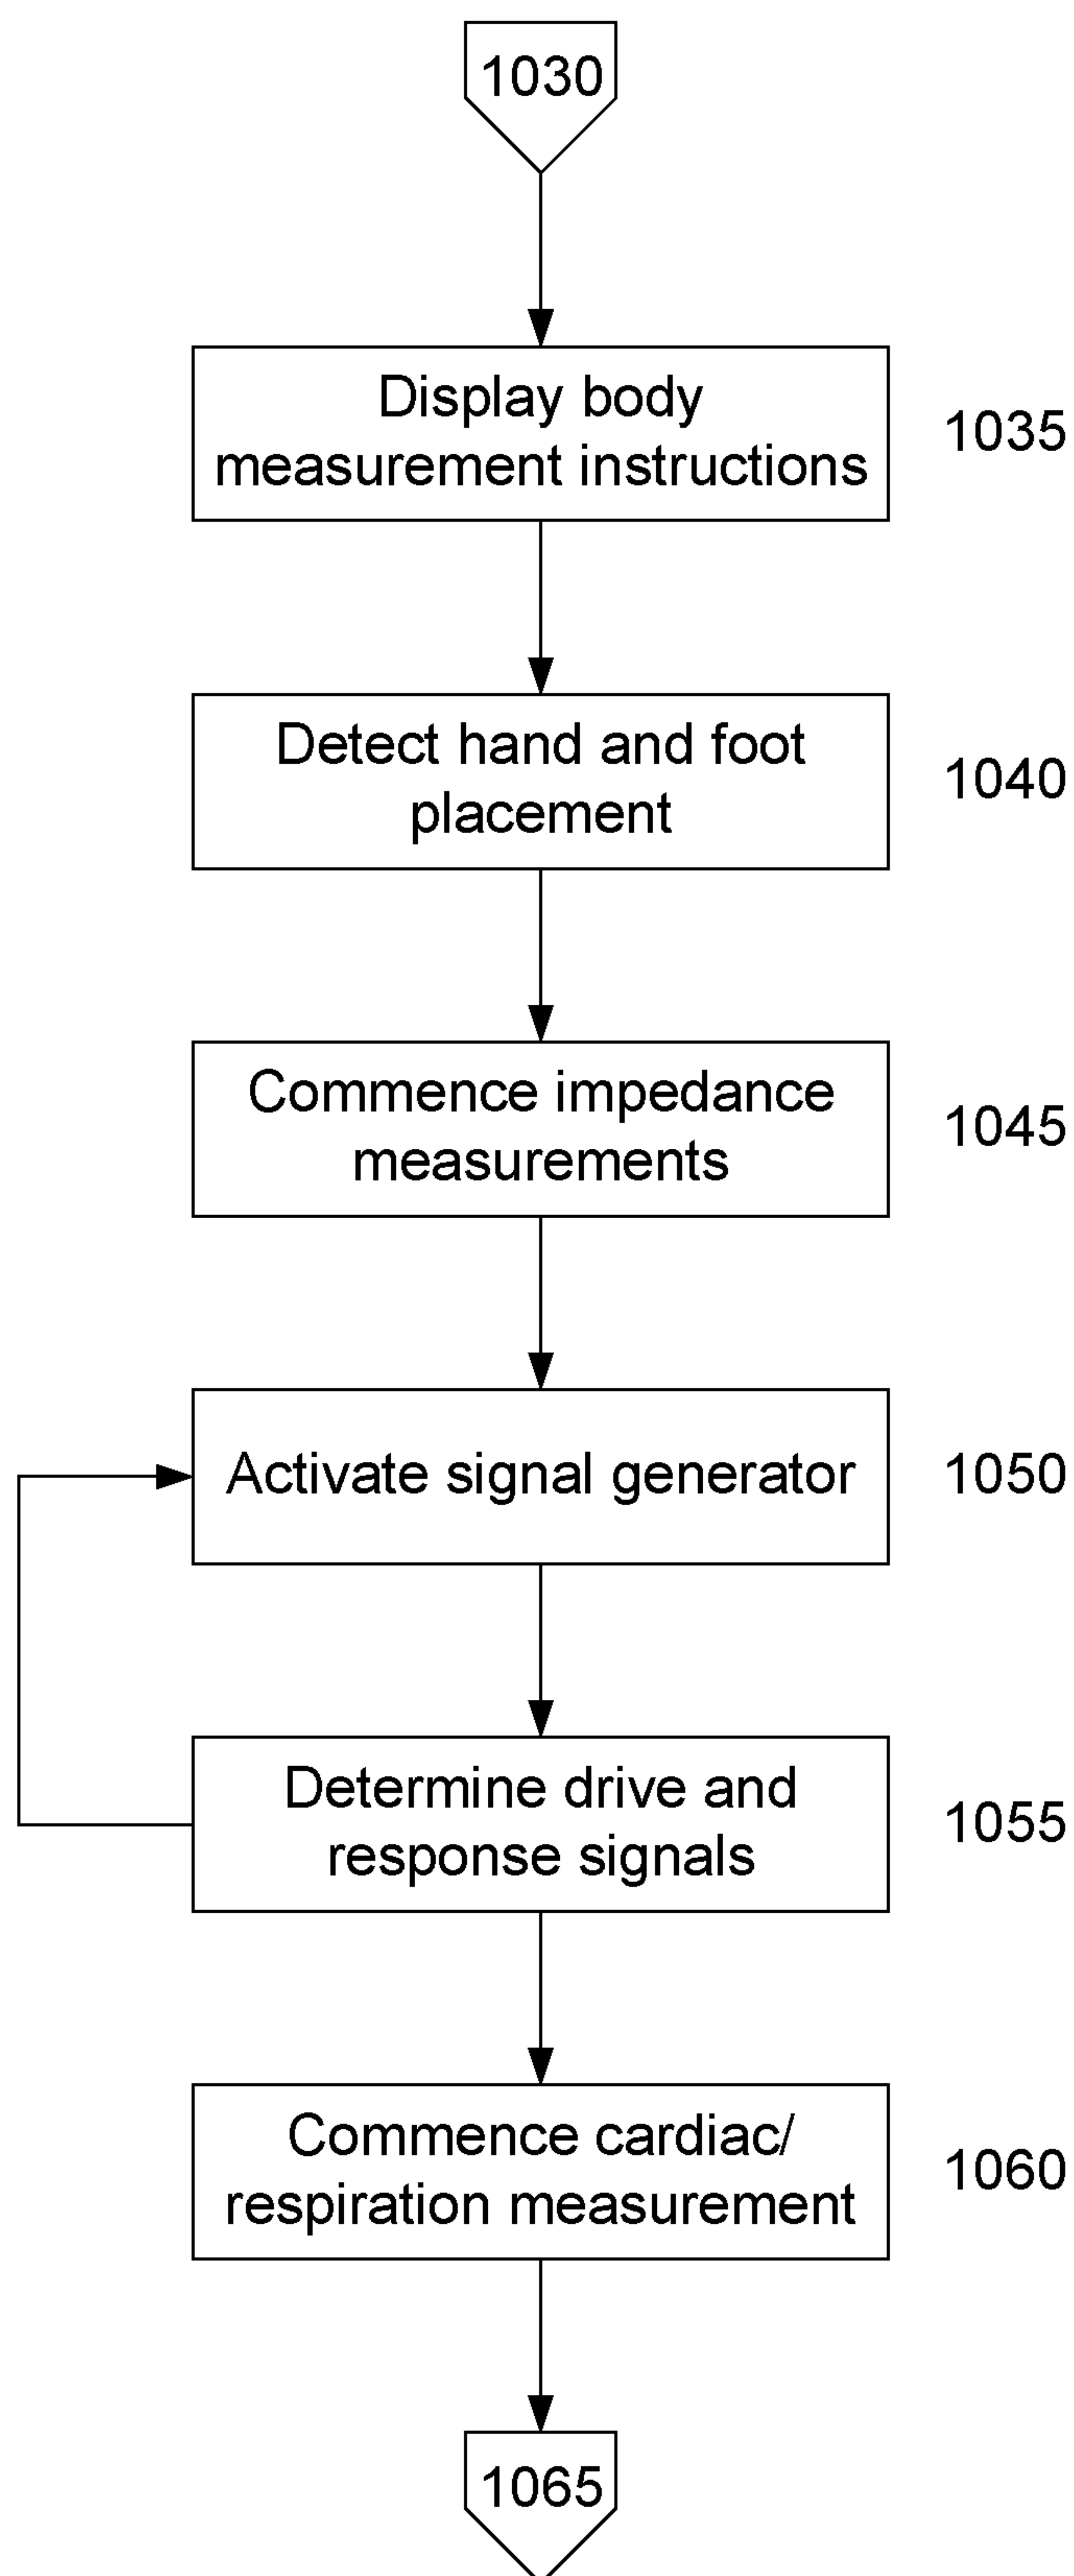 1030
Display body
measurement instructions
1035
Detect hand and foot
placement
1040
Commence impedance
measurements
1045
Activate signal generator
1050
Determine drive and
response signals
1055
Commence cardiac/
respiration measurement
1060
1065